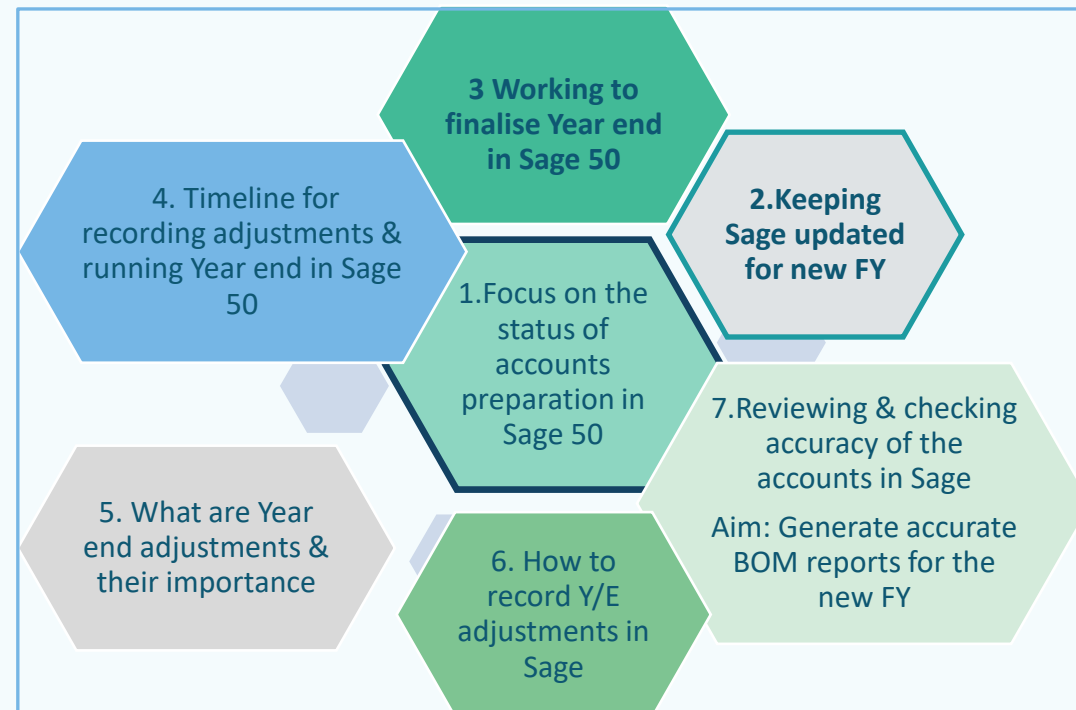 3 Working to
finalise Year end
in Sage 50
4. Timeline for
recording adjustments &
running Year end in Sage
50
2.Keeping
Sage updated
for new FY
1.Focus on the
status of
accounts
preparation in
Sage 50
7.Reviewing & checking
accuracy of the
accounts in Sage
Aim: Generate accurate
BOM reports for the
new FY
5. What are Year
end adjustments &
their importance
6. How to
record Y/E
adjustments in
Sage